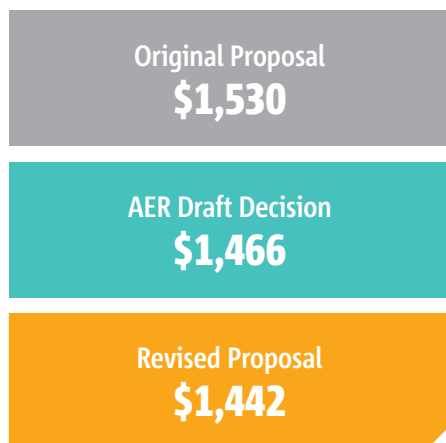 Original Proposal
$1,530
AER Draft Decision
$1,466
Revised Proposal
$1,442